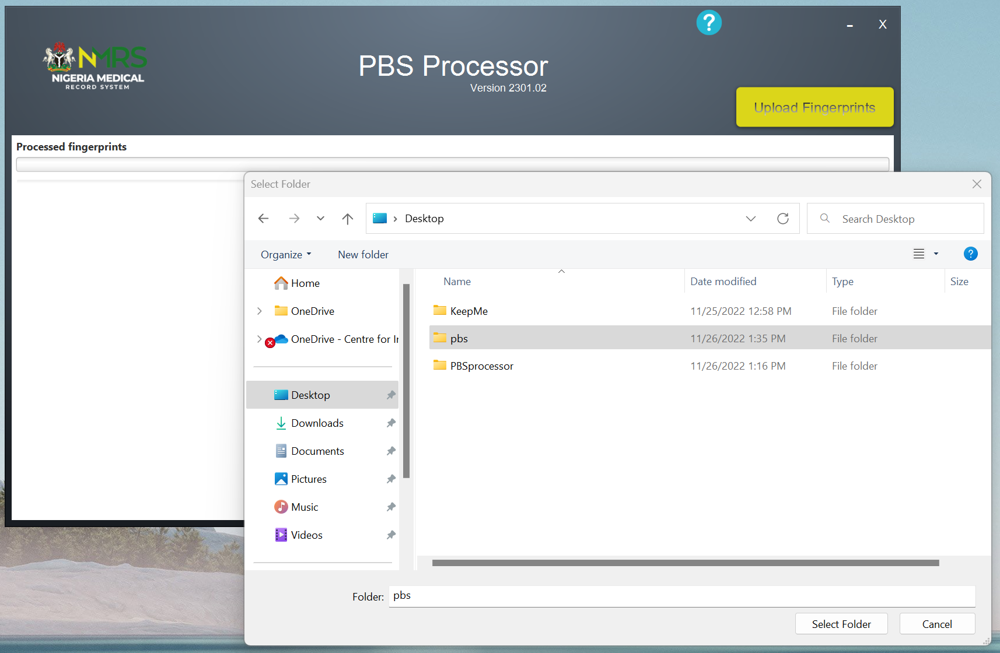 ?
-
X
NMRS
NIGERIA MEDICAL
RECORD SYSTEM
PBS Processor
Version 2301.02
Upload Fingerprints
Processed fingerprints
Select Folder
Desktop
Search Desktop
Organize
New folder
?
Name
Date modified
Type
Size
Home
OneDrive
OneDrive - Centre for Ir
Desktop
Downloads
Documents
Pictures
Music
Videos
KeepMe 11/25/2022 12:58 PM File folder
pbs 11/26/2022 1:35 PM File folder
PBSprocessor 11/26/2022 1:16 PM File folder
Folder: pbs
Select Folder
Cancel